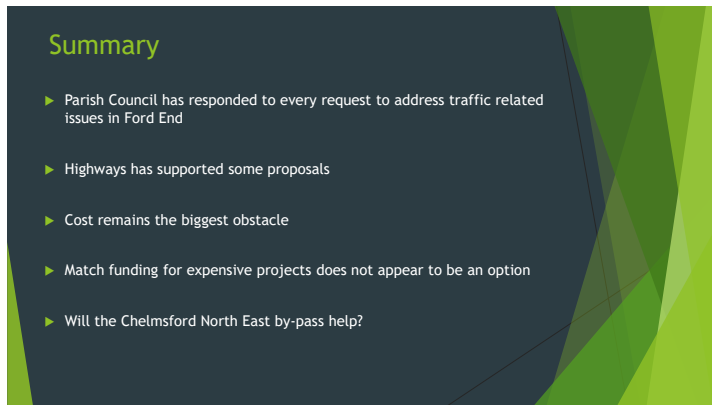 Summary
Parish Council has responded to every request to address traffic related
issues in Ford End
Highways has supported some proposals
Cost remains the biggest obstacle
Match funding for expensive projects does not appear to be an option
Will the Chelmsford North East by-pass help?